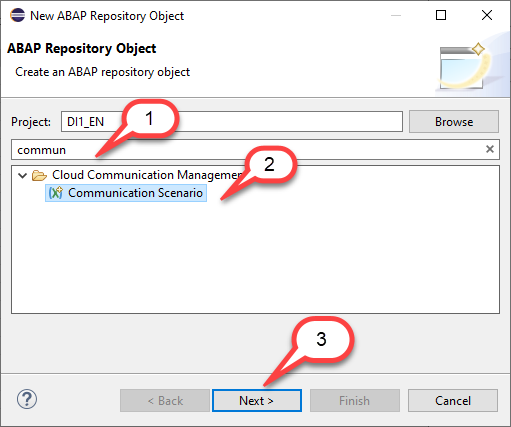 New ABAP Repository Object
ABAP Repository Object
Create an ABAP repository object
Project: DI1_EN Browse
1
commun
2
Cloud Communication Managemen
Communication Scenario
3
< Back Next > Finish Cancel